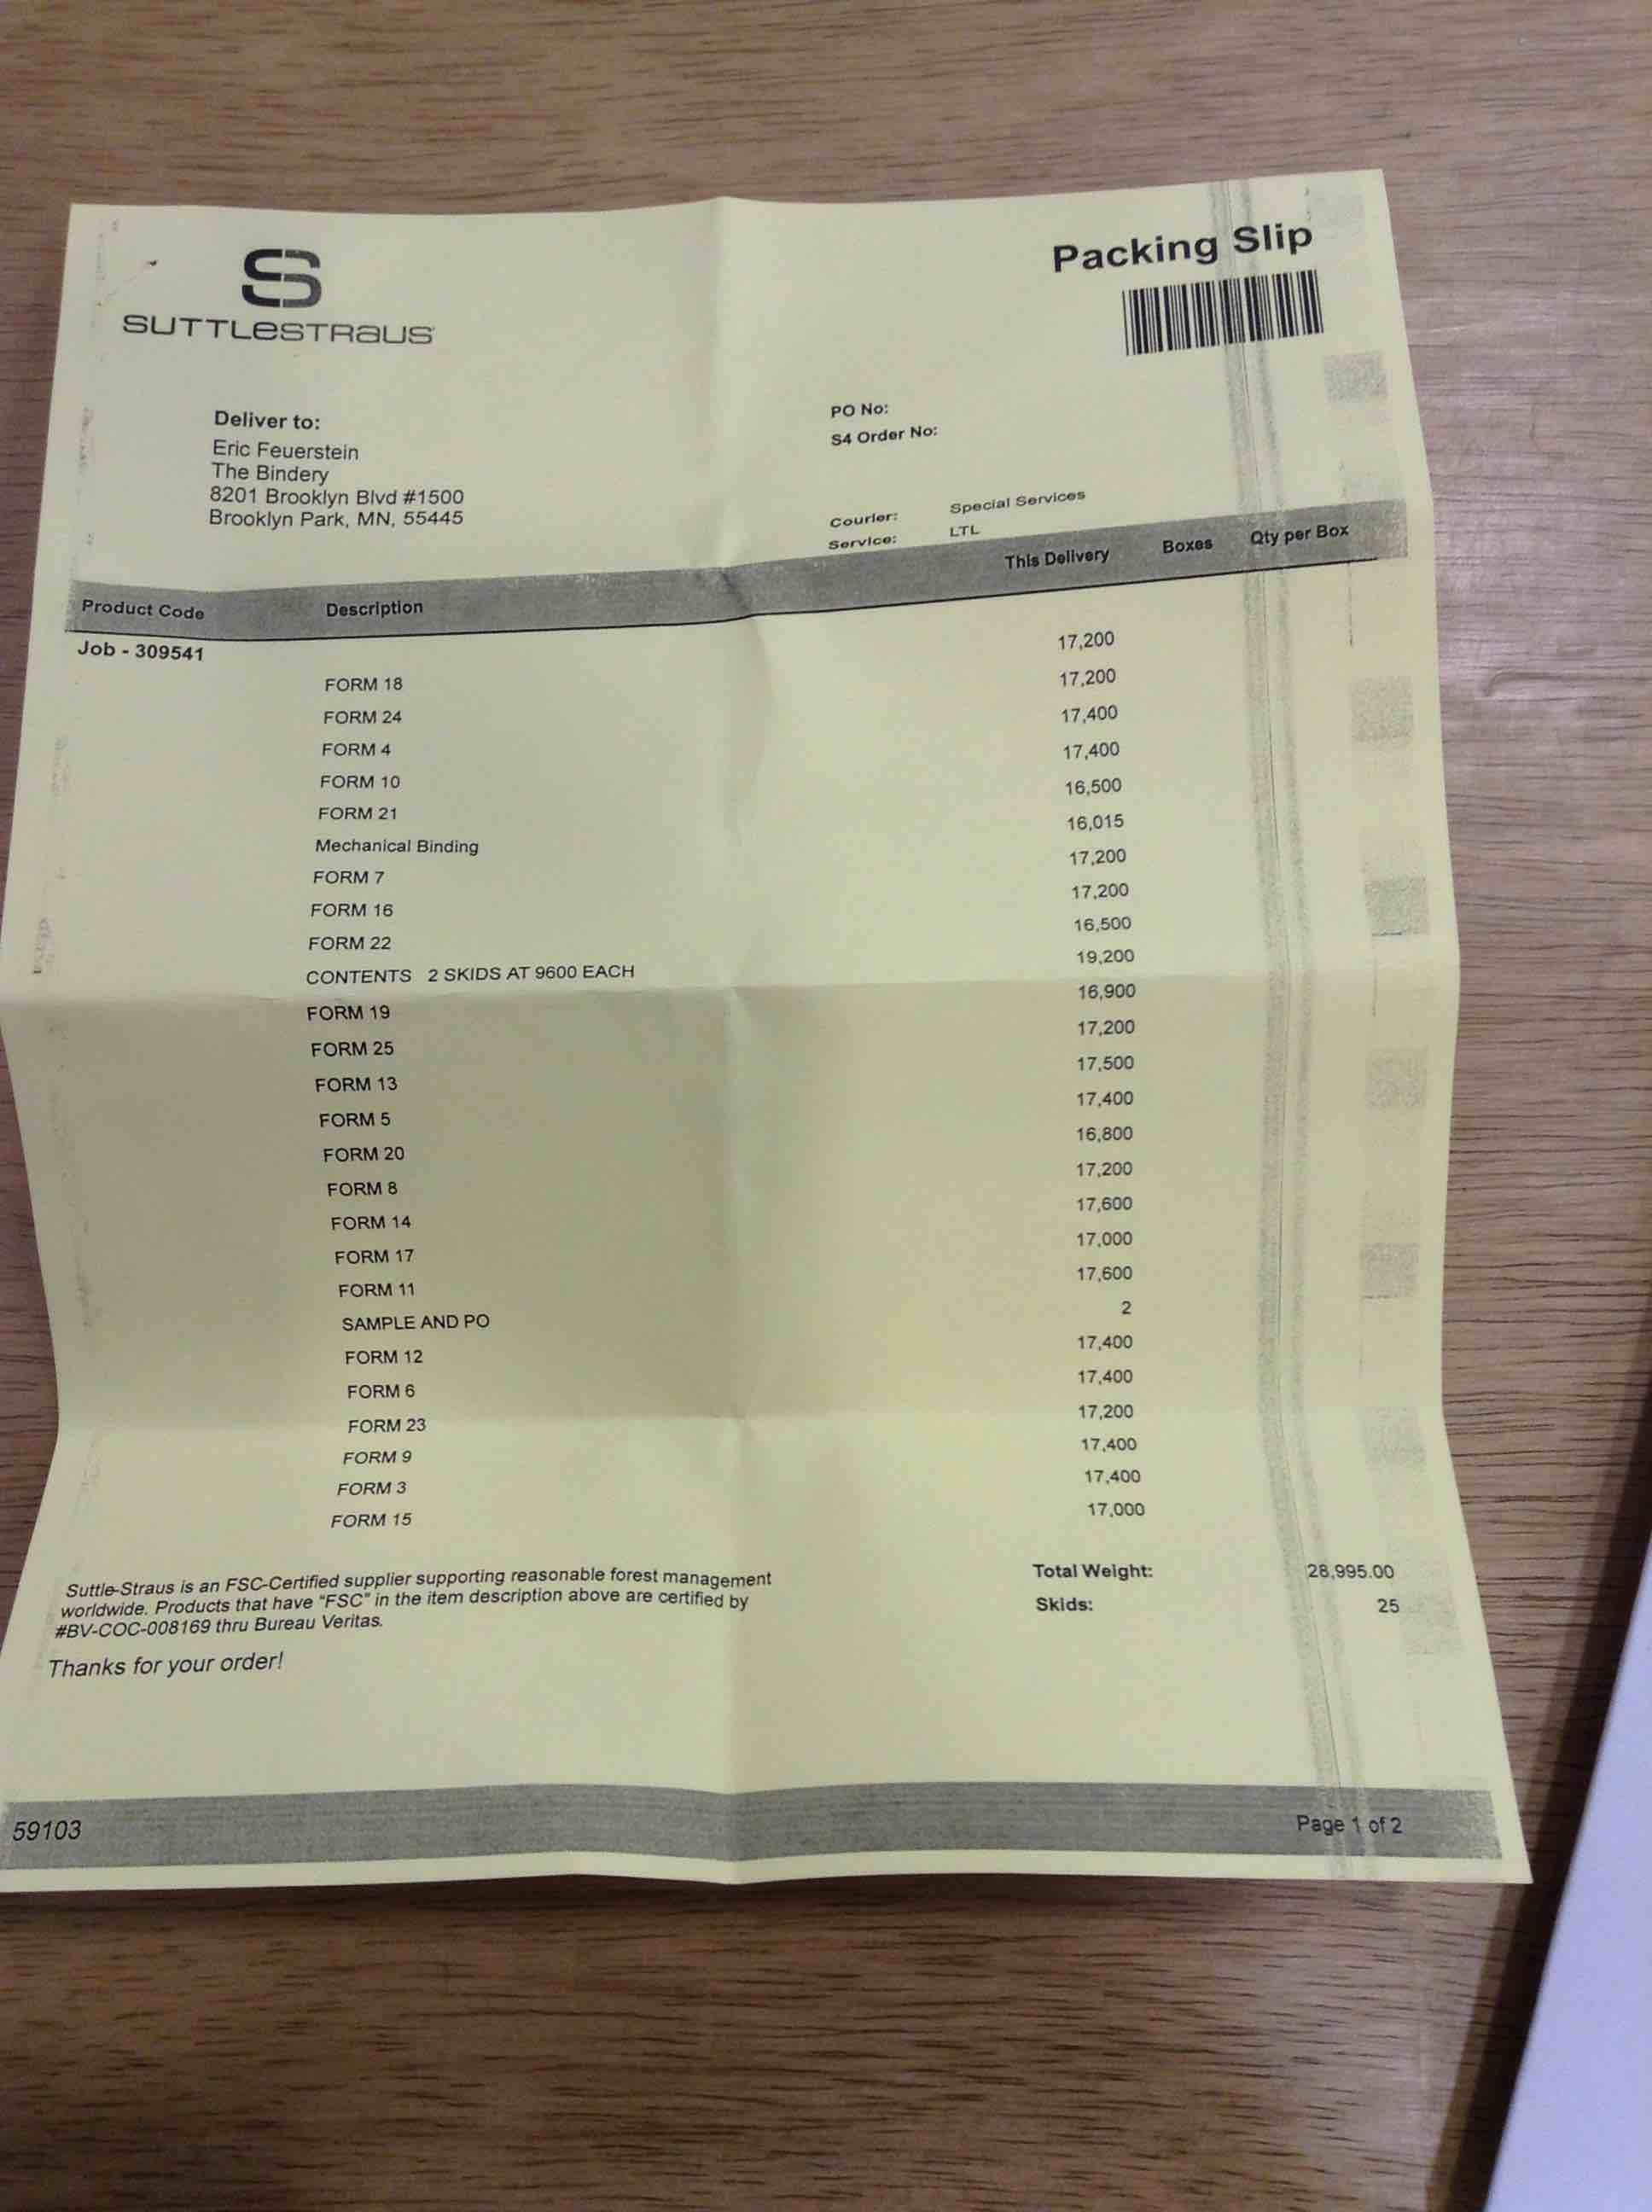 SUTTLESTRAUS
Packing Slip
Deliver to:
Eric Feuerstein
The Bindery
8201 Brooklyn Blvd #1500
Brooklyn Park, MN, 55445
PO No:
S4 Order No:
Courier: Special Services
Service: LTL
Product Code Description This Delivery Boxes Qty per Box
Job - 309541
FORM 18 17,200
FORM 24 17,200
FORM 4 17,400
FORM 10 17,400
FORM 21 16,500
Mechanical Binding 16,015
FORM 7 17,200
FORM 16 17,200
FORM 22 16,500
CONTENTS 2 SKIDS AT 9600 EACH 19,200
FORM 19 16,900
FORM 25 17,200
FORM 13 17,500
FORM 5 17,400
FORM 20 16,800
FORM 8 17,200
FORM 14 17,600
FORM 17 17,000
FORM 11 17,600
SAMPLE AND PO 2
FORM 12 17,400
FORM 6 17,400
FORM 23 17,200
FORM 9 17,400
FORM 3 17,400
FORM 15 17,000
Suttle-Straus is an FSC-Certified supplier supporting reasonable forest management
worldwide. Products that have "FSC" in the item description above are certified by
#BV-COC-008169 thru Bureau Veritas.
Thanks for your order!
Total Weight: 28,995.00
Skids: 25
59103
Page 1 of 2